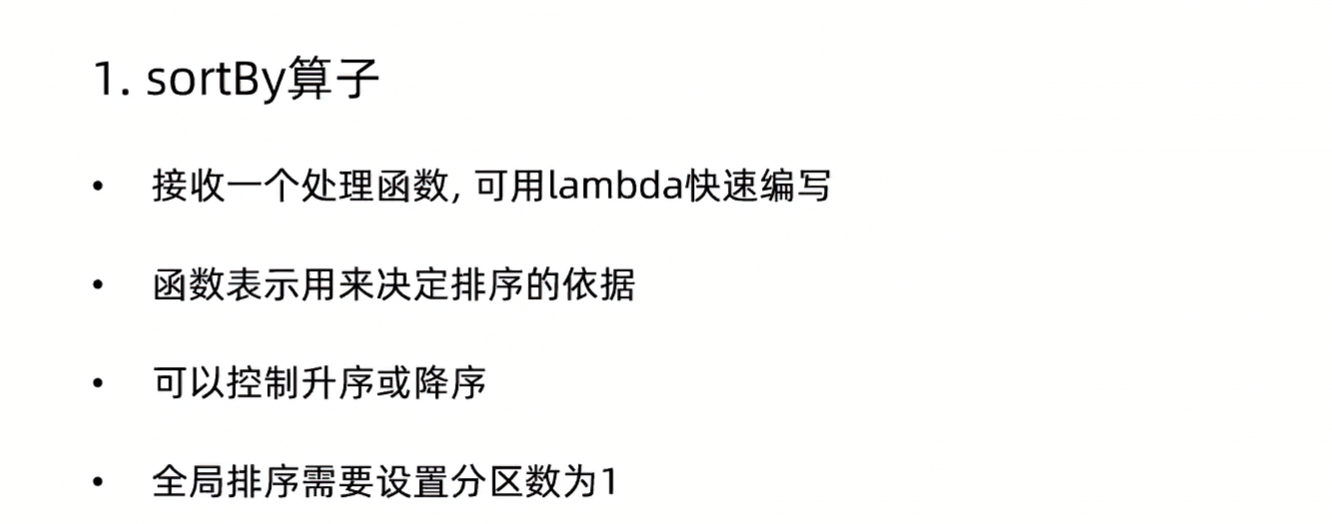 1. sortBy算子
• 接收一个处理函数, 可用lambda快速编写
• 函数表示用来决定排序的依据
• 可以控制升序或降序
• 全局排序需要设置分区数为1